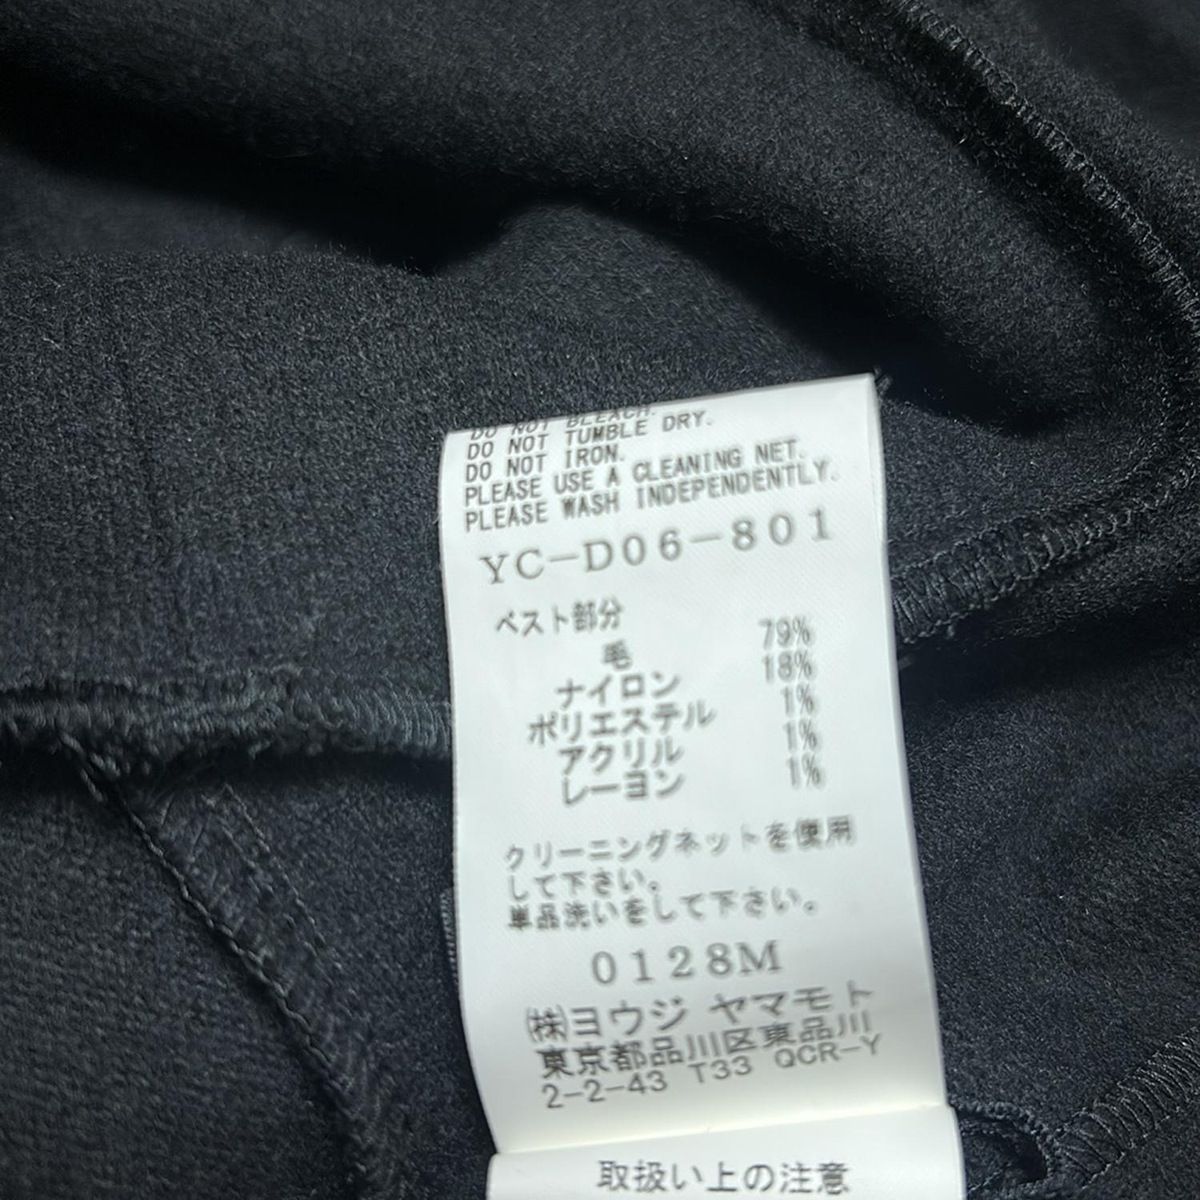 DO NOT BLEACH.
DO NOT TUMBLE DRY.
DO NOT IRON.
PLEASE USE A CLEANING NET.
PLEASE WASH INDEPENDENTLY.
YC-D06-801
ベスト部分
毛 79%
ナイロン 18%
ポリエステル 1%
アクリル 1%
レーヨン 1%
クリーニングネットを使用
して下さい。
単品洗いをして下さい。
0128M
㈱ヨウジ ヤマモト
東京都品川区東品川
2-2-43 T33 QCR-Y
取扱い上の注意